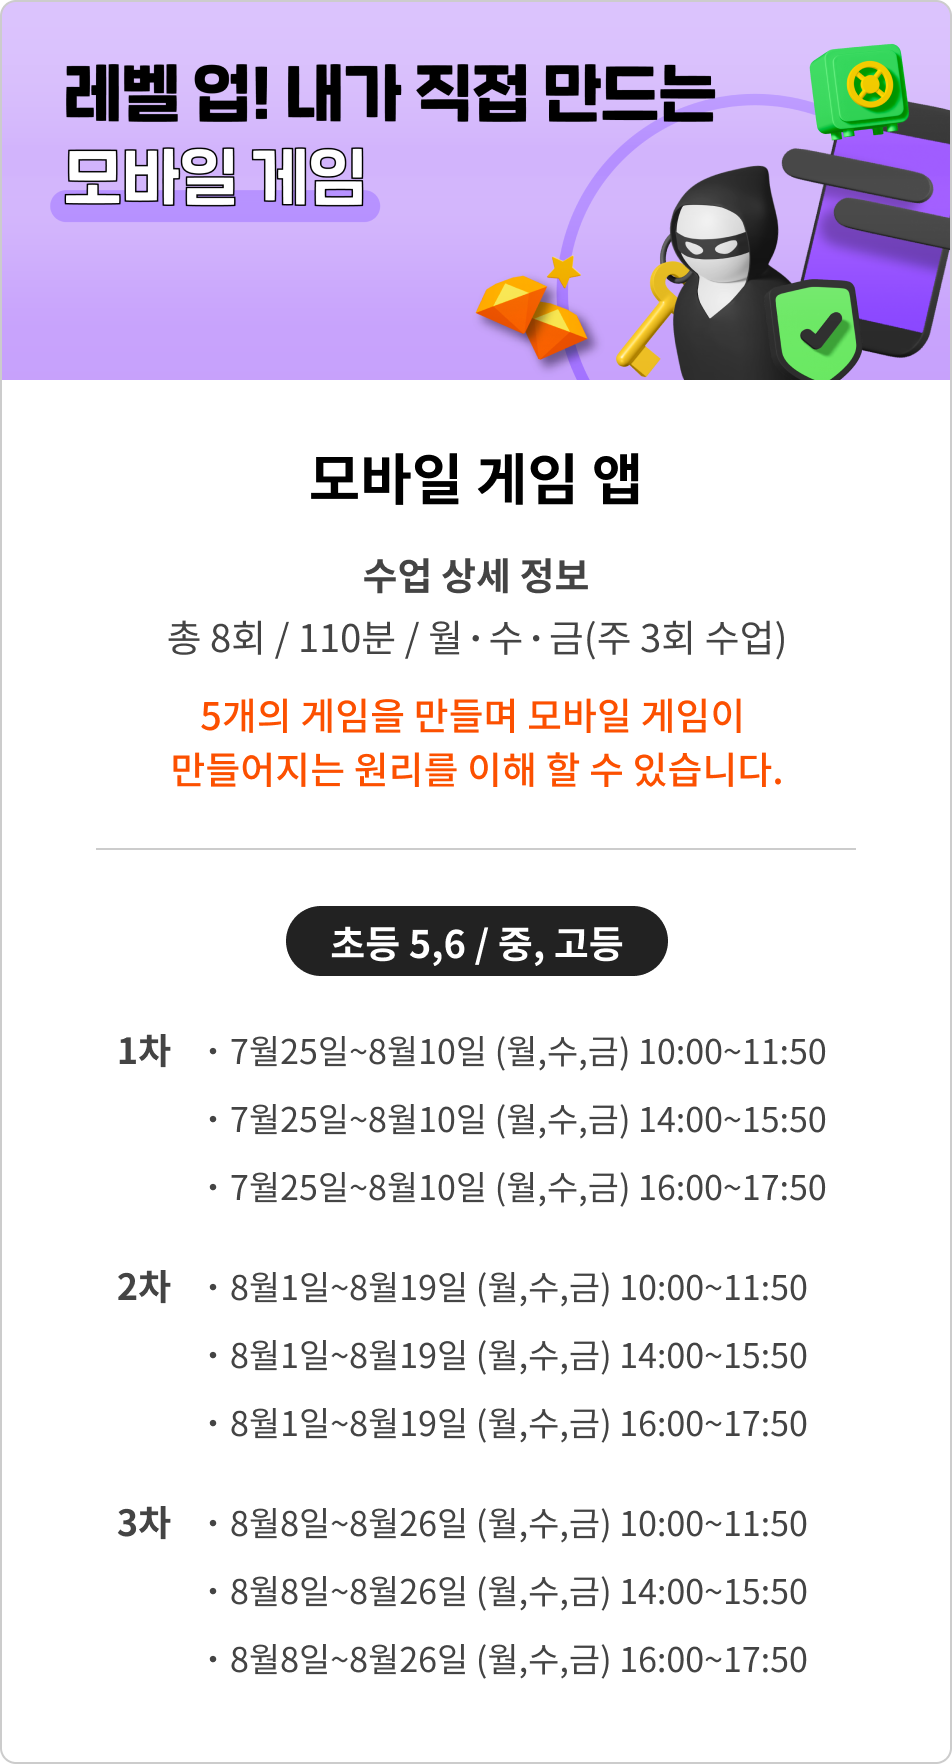 레벨 업! 내가 직접 만드는
모바일 게임
모바일 게임 앱
수업 상세 정보
총 8회 / 110분 / 월·수·금(주 3회 수업)
5개의 게임을 만들며 모바일 게임이
만들어지는 원리를 이해 할 수 있습니다.
초등 5,6 / 중, 고등
1차 · 7월25일~8월10일 (월,수,금) 10:00~11:50
· 7월25일~8월10일 (월,수,금) 14:00~15:50
· 7월25일~8월10일 (월,수,금) 16:00~17:50
2차 · 8월1일~8월19일 (월,수,금) 10:00~11:50
· 8월1일~8월19일 (월,수,금) 14:00~15:50
· 8월1일~8월19일 (월,수,금) 16:00~17:50
3차 · 8월8일~8월26일 (월,수,금) 10:00~11:50
· 8월8일~8월26일 (월,수,금) 14:00~15:50
· 8월8일~8월26일 (월,수,금) 16:00~17:50